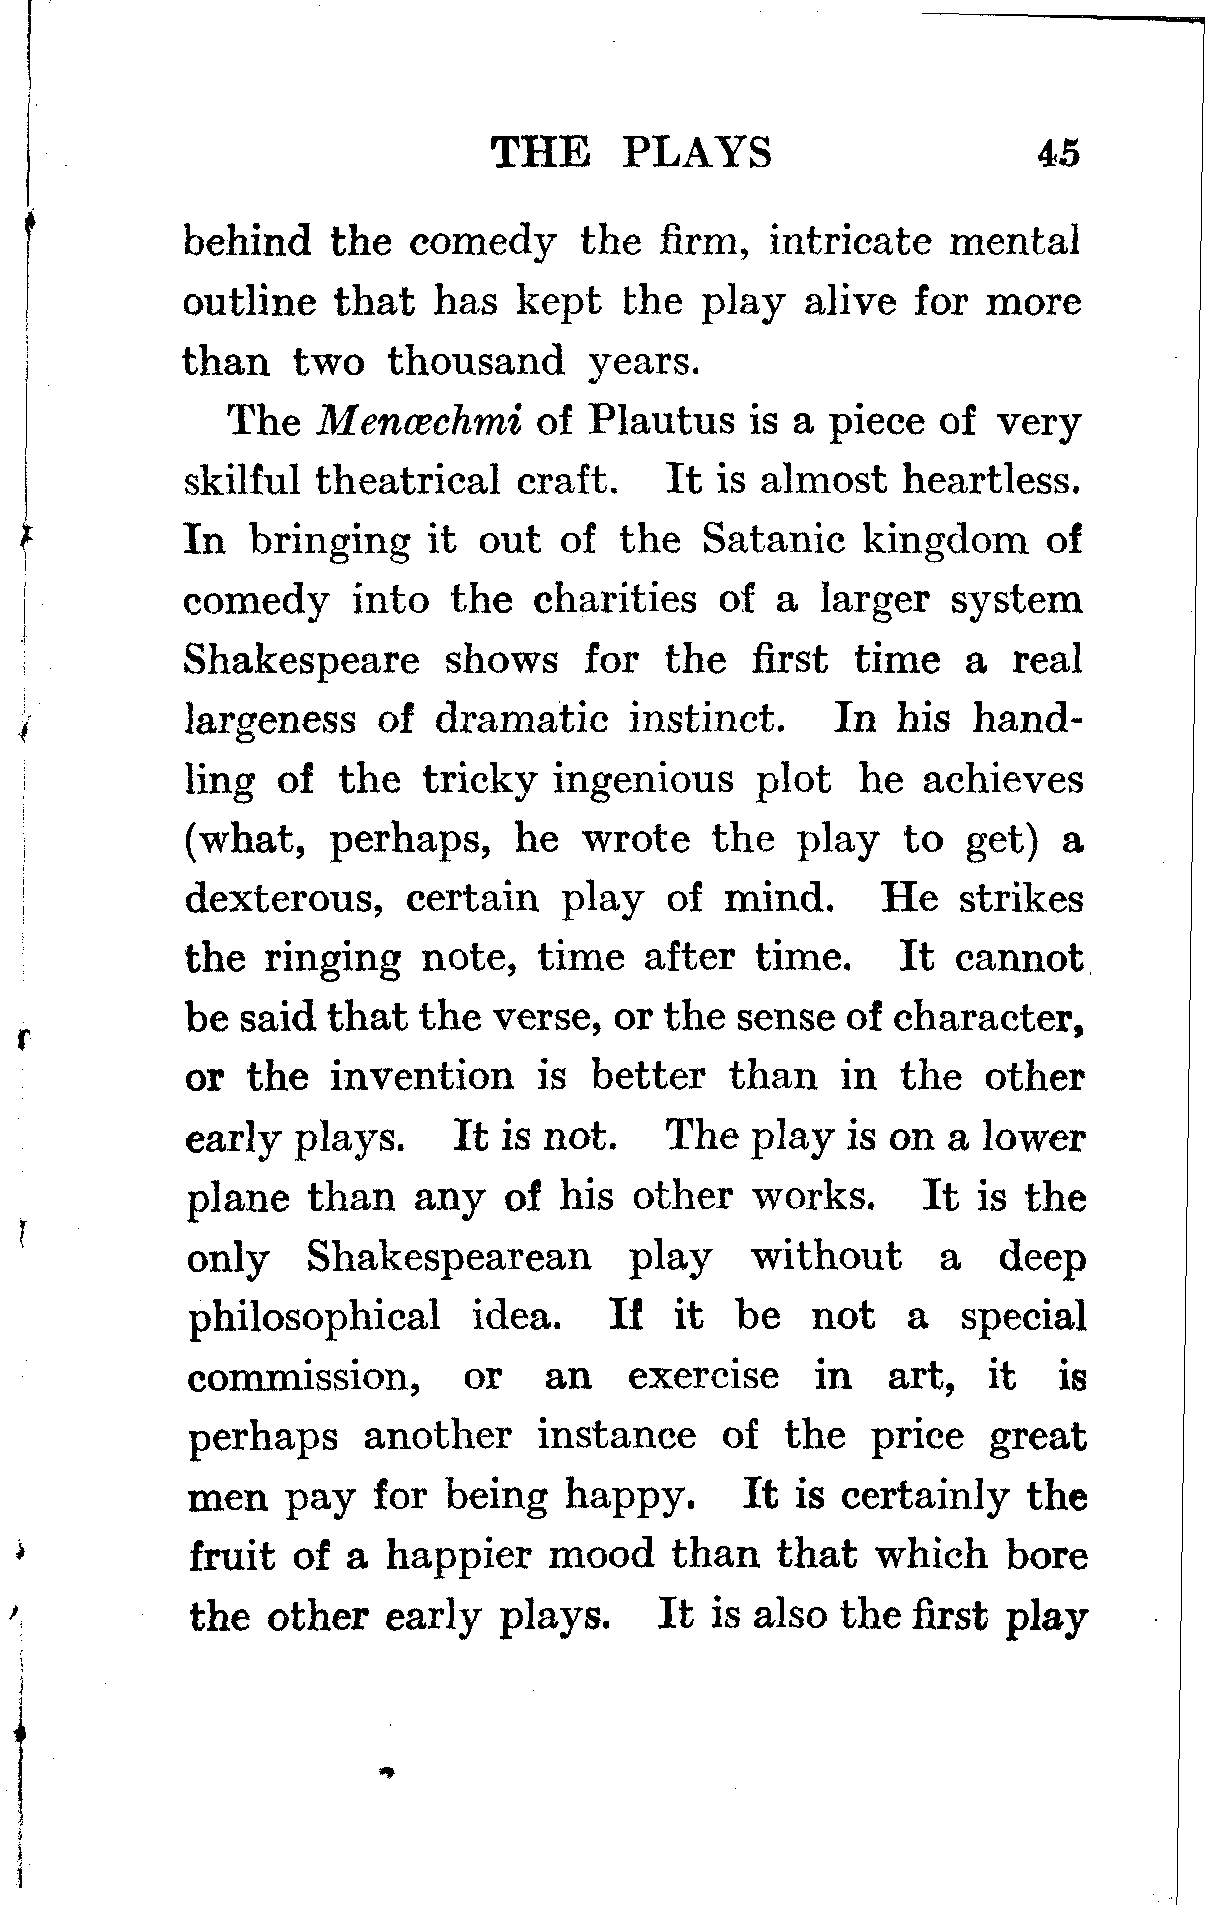 THE PLAYS 45
behind the comedy the firm, intricate mental
outline that has kept the play alive for more
than two thousand years.
The Menœchmi of Plautus is a piece of very
skilful theatrical craft. It is almost heartless.
In bringing it out of the Satanic kingdom of
comedy into the charities of a larger system
Shakespeare shows for the first time a real
largeness of dramatic instinct. In his hand-
ling of the tricky ingenious plot he achieves
(what, perhaps, he wrote the play to get) a
dexterous, certain play of mind. He strikes
the ringing note, time after time. It cannot
be said that the verse, or the sense of character,
or the invention is better than in the other
early plays. It is not. The play is on a lower
plane than any of his other works. It is the
only Shakespearean play without a deep
philosophical idea. If it be not a special
commission, or an exercise in art, it is
perhaps another instance of the price great
men pay for being happy. It is certainly the
fruit of a happier mood than that which bore
the other early plays. It is also the first play